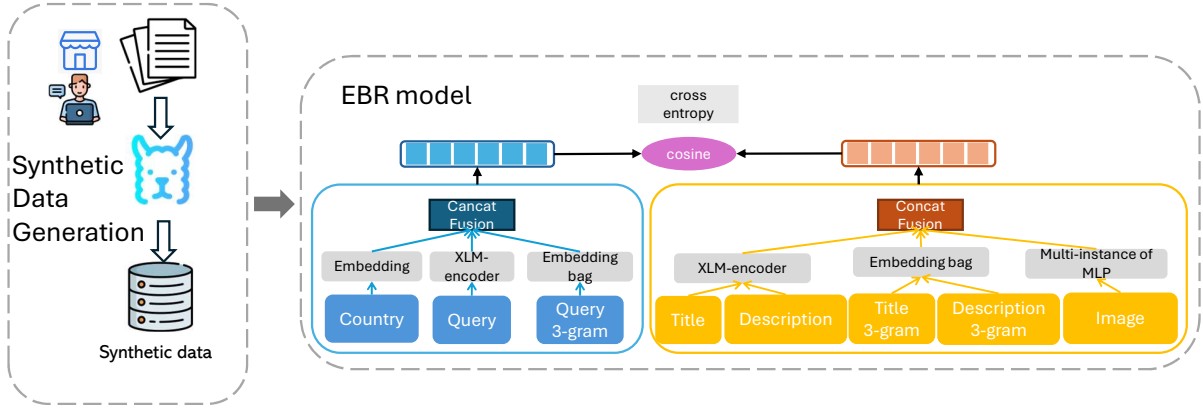 Synthetic
Data
Generation
Synthetic data
EBR model
cross
entropy
cosine
Cancat
Fusion
Embedding
XLM-
encoder
Embedding
bag
Country
Query
Query
3-gram
Concat
Fusion
XLM-encoder
Embedding bag
Multi-instance of
MLP
Title
Description
Title
3-gram
Description
3-gram
Image